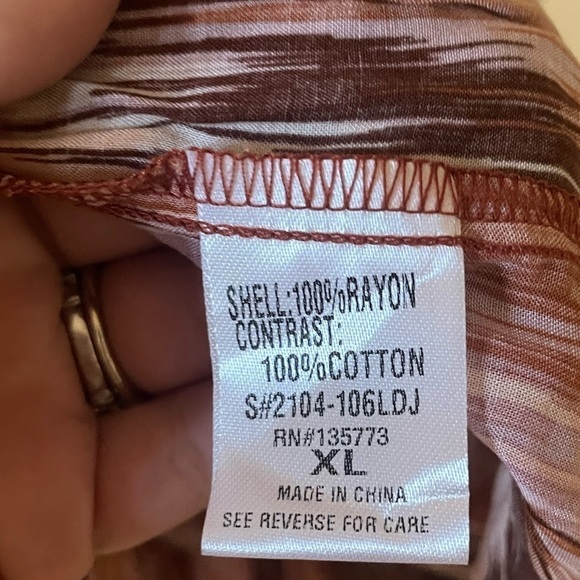 SHELL:100%RAYON
CONTRAST:
100%COTTON
S#2104-106LDJ
RN#135773
XL
MADE IN CHINA
SEE REVERSE FOR CARE